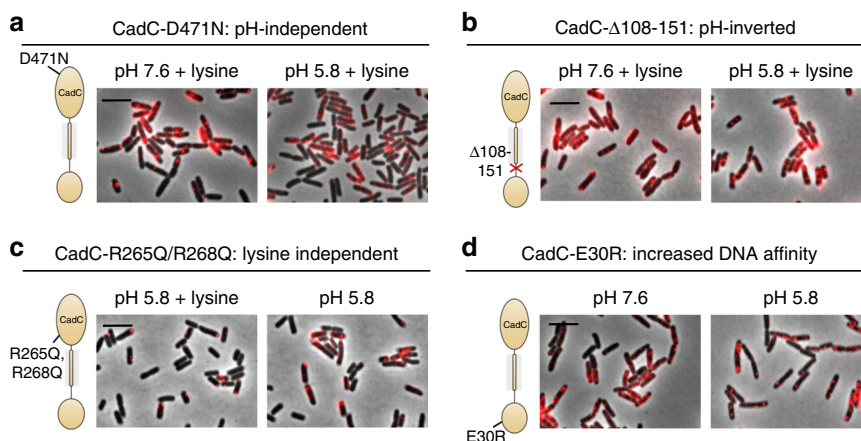 a
CadC-D471N: pH-independent
D471N
CadC
pH 7.6 + lysine
pH 5.8 + lysine
b
CadC-Δ108-151: pH-inverted
pH 7.6 + lysine
pH 5.8 + lysine
CadC
Δ108-
151
c
CadC-R265Q/R268Q: lysine independent
pH 5.8 + lysine
pH 5.8
CadC
R265Q,
R268Q
d
CadC-E30R: increased DNA affinity
pH 7.6
pH 5.8
CadC
E30R